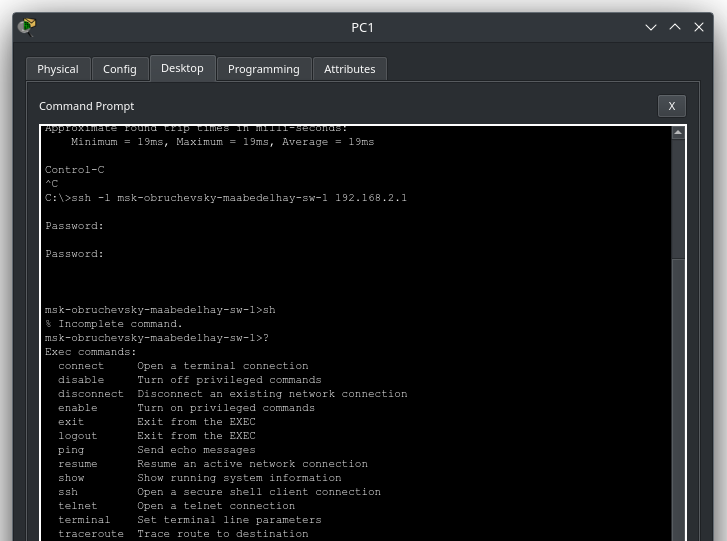 PC1
Physical Config Desktop Programming Attributes
Command Prompt X
Approximate round trip times in milli-seconds:
    Minimum = 19ms, Maximum = 19ms, Average = 19ms
Control-C
^C
C:\>ssh -l msk-obruchevsky-maabedelhay-sw-1 192.168.2.1
Password:
Password:
msk-obruchevsky-maabedelhay-sw-1>sh
% Incomplete command.
msk-obruchevsky-maabedelhay-sw-1>?
Exec commands:
  connect     Open a terminal connection
  disable     Turn off privileged commands
  disconnect  Disconnect an existing network connection
  enable      Turn on privileged commands
  exit        Exit from the EXEC
  logout      Exit from the EXEC
  ping        Send echo messages
  resume      Resume an active network connection
  show        Show running system information
  ssh         Open a secure shell client connection
  telnet      Open a telnet connection
  terminal    Set terminal line parameters
  traceroute  Trace route to destination